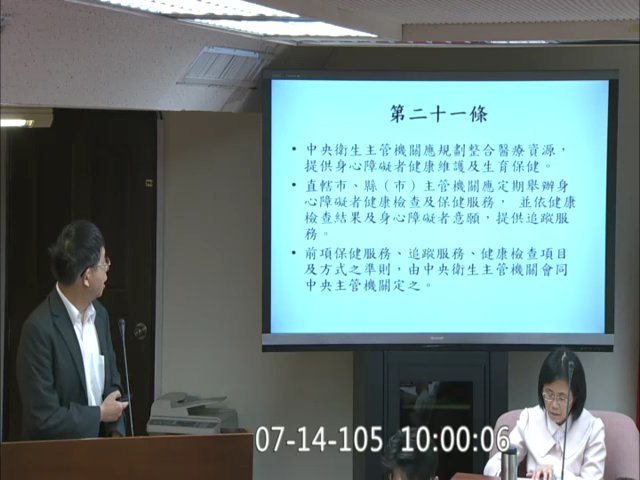 第二十一條
• 中央衛生主管機關應規劃整合醫療資源，
提供身心障礙者健康維護及生育保健。
• 直轄市、縣（市）主管機關應定期舉辦身
心障礙者健康檢查及保健服務， 並依健康
檢查結果及身心障礙者意願，提供追蹤服
務。
• 前項保健服務、追蹤服務、健康檢查項目
及方式之準則，由中央衛生主管機關會同
中央主管機關定之。
07-14-105 10:00:06